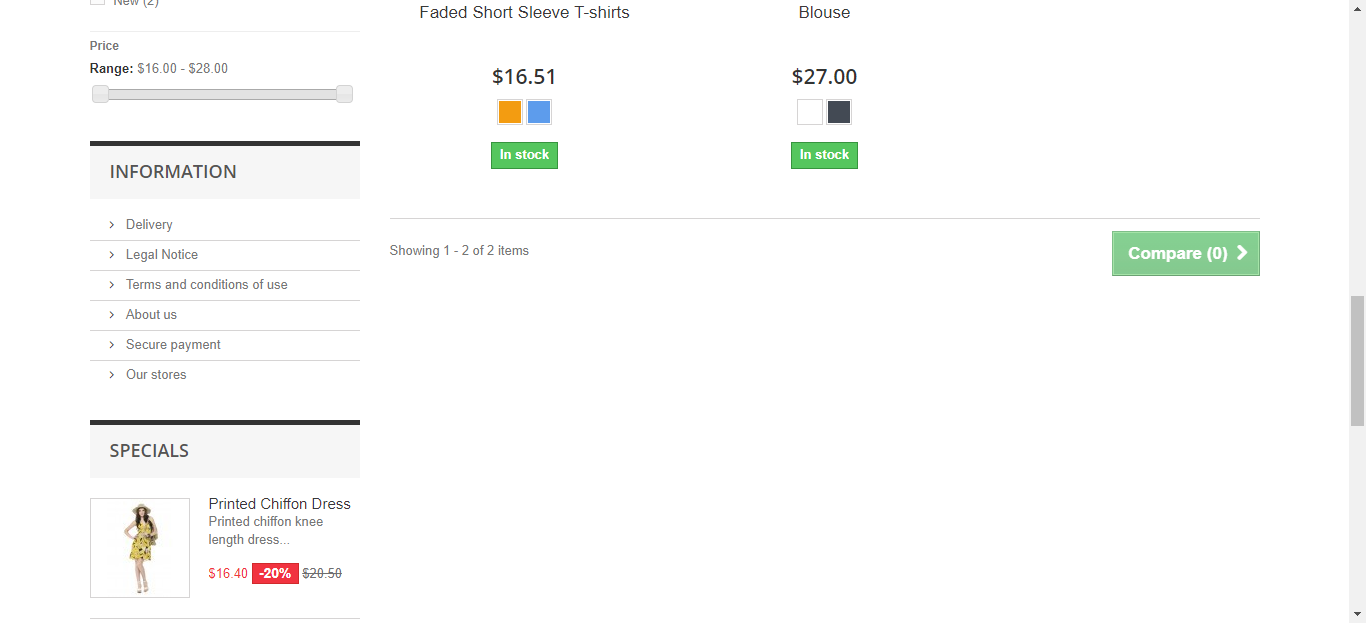 New (2)
Price
Range: $16.00 - $28.00
INFORMATION
Delivery
Legal Notice
Terms and conditions of use
About us
Secure payment
Our stores
SPECIALS
Printed Chiffon Dress
Printed chiffon knee
length dress...
$16.40 -20% $20.50
Faded Short Sleeve T-shirts
$16.51
In stock
Blouse
$27.00
In stock
Showing 1 - 2 of 2 items
Compare (0)